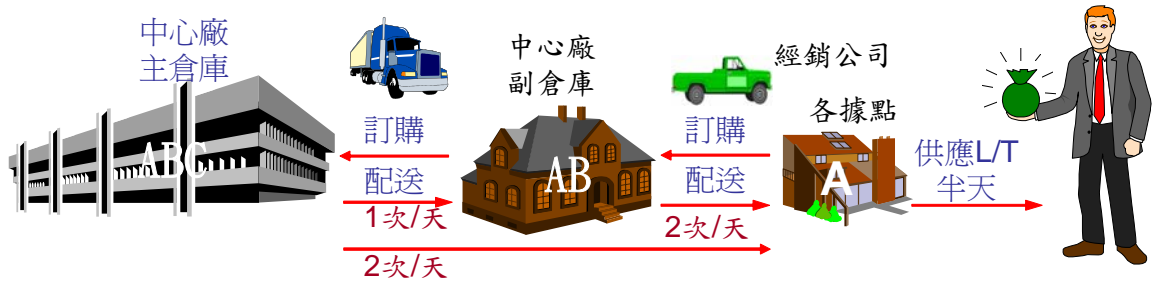 中心廠
主倉庫
ABC
訂購
配送
1次/天
2次/天
中心廠
副倉庫
AB
訂購
配送
2次/天
經銷公司
各據點
A
供應L/T
半天